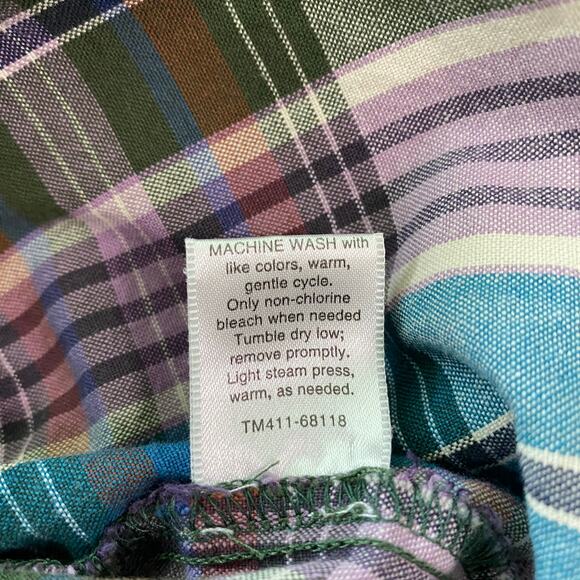 MACHINE WASH with
like colors, warm,
gentle cycle.
Only non-chlorine
bleach when needed
Tumble dry low;
remove promptly.
Light steam press,
warm, as needed.
TM411-68118